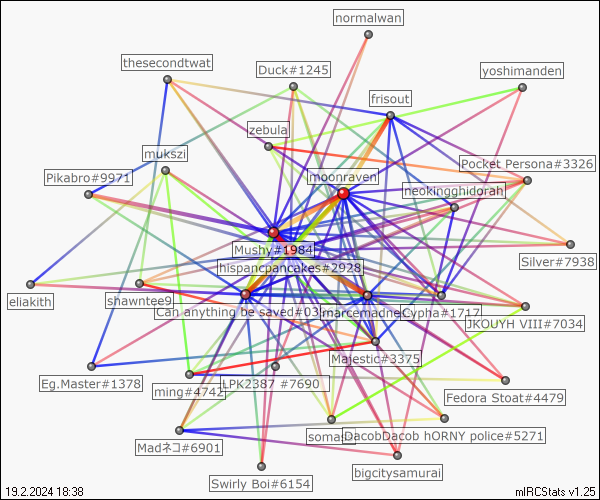 normalwan
thesecondtwat
Duck#1245
yoshimanden
frisout
zebula
mukszi
Pocket Persona#3326
Pikabro#9971
moonraven
neokingghidorah
Mushy#1984
Silver#7938
hispancpancakes#2928
eliakith
shawntee9
Can anything be saved#03
marcemadne
Cypha#1717
JKOUYH VIII#7034
Majestic#3375
Eg.Master#1378
ming#4742
LPK2387 #7690
Fedora Stoat#4479
Madネコ#6901
somas
DacobDacob hORNY police#5271
bigcitysamurai
Swirly Boi#6154
19.2.2024 18:38
mIRCStats v1.25